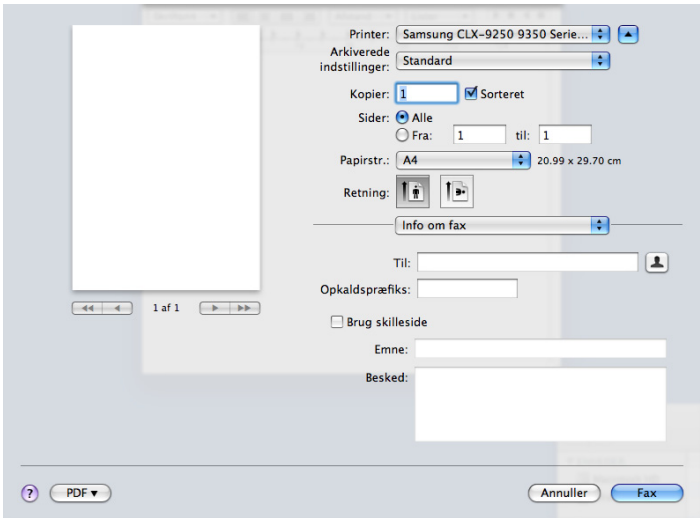 Printer: Samsung CLX-9250 9350 Serie...
Arkiverede
indstillinger: Standard
Kopier: 1 Sorteret
Sider: Alle
Fra: 1 til: 1
Papirstr.: A4 20.99 x 29.70 cm
Retning:
Info om fax
Til:
Opkaldspræfiks:
1 af 1
Brug skilleside
Emne:
Besked:
? PDF Annuller Fax